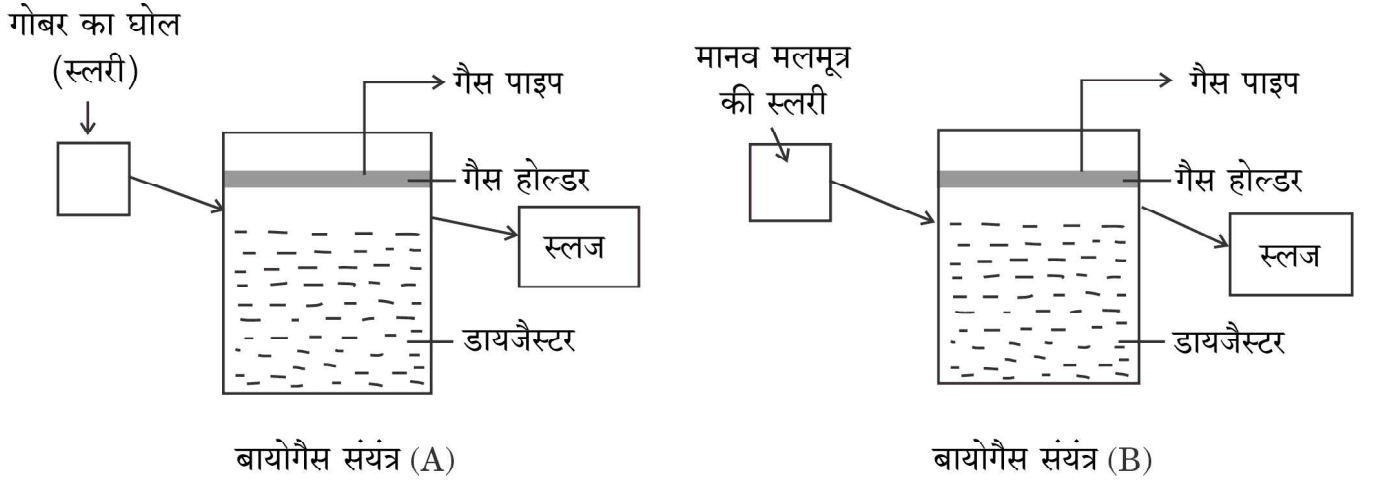 गोबर का घोल
(स्लरी)
गैस पाइप
गैस होल्डर
स्लज
डायजैस्टर
बायोगैस संयंत्र (A)
मानव मलमूत्र
की स्लरी
गैस पाइप
गैस होल्डर
स्लज
डायजैस्टर
बायोगैस संयंत्र (B)